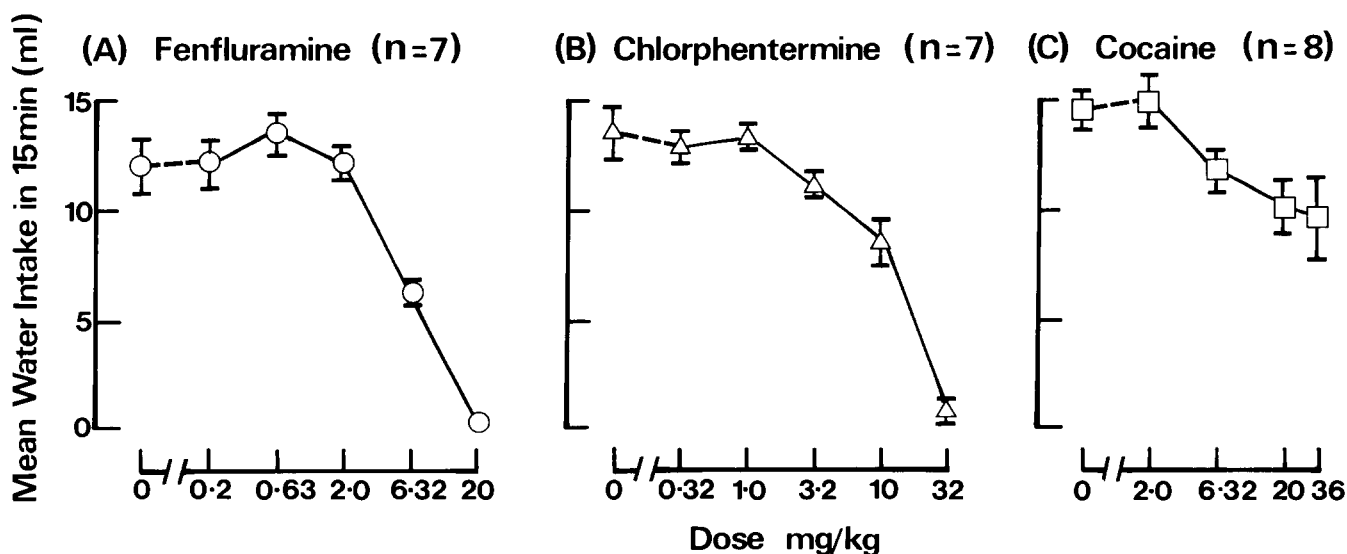 (A) Fenfluramine (n=7)
(B) Chlorphentermine (n=7)
(C) Cocaine (n=8)
Mean Water Intake in 15min (ml)
15
10
5
0
0 0·2 0·63 2·0 6·32 20
0 0·32 1·0 3·2 10 32
0 2·0 6·32 20 36
Dose mg/kg